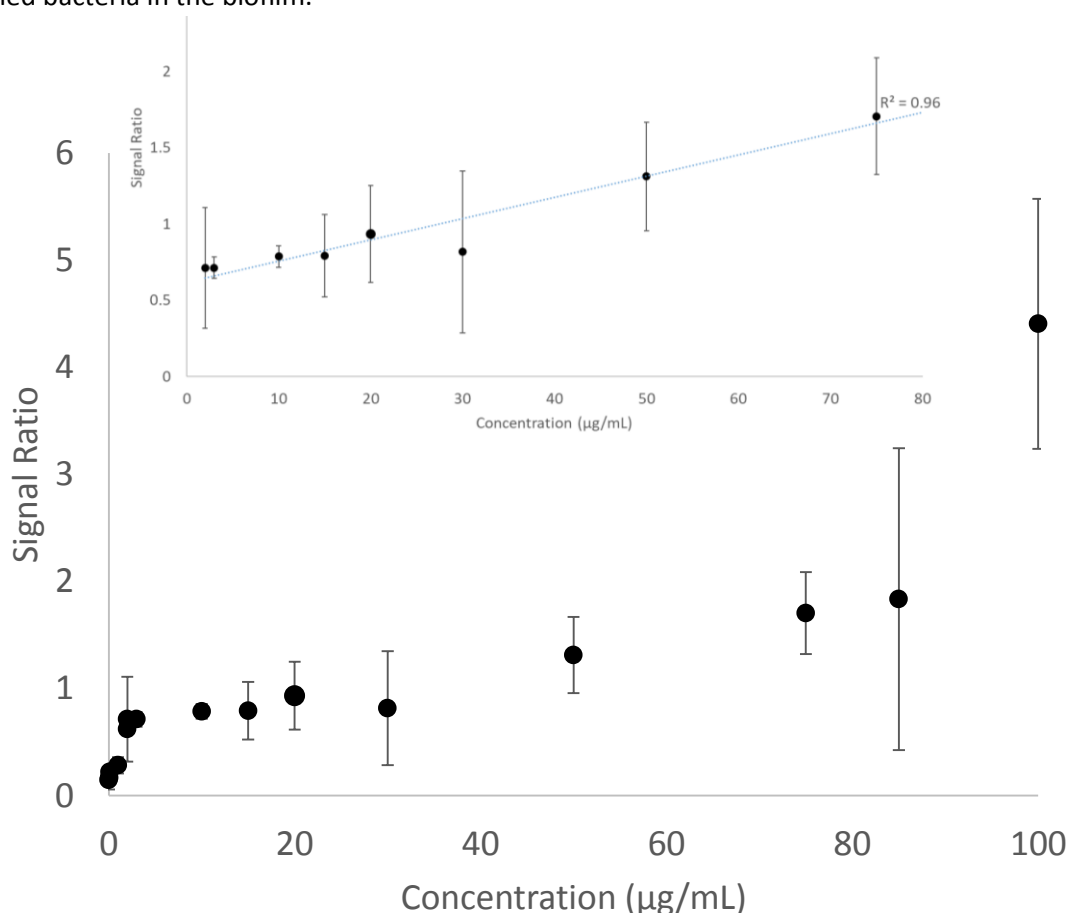 bacteria in the biofilm.
2
1.5
1
0.5
0
Signal Ratio
R² = 0.96
0 10 20 30 40 50 60 70 80
Concentration (µg/mL)
6
5
4
3
2
1
0
Signal Ratio
0 20 40 60 80 100
Concentration (µg/mL)